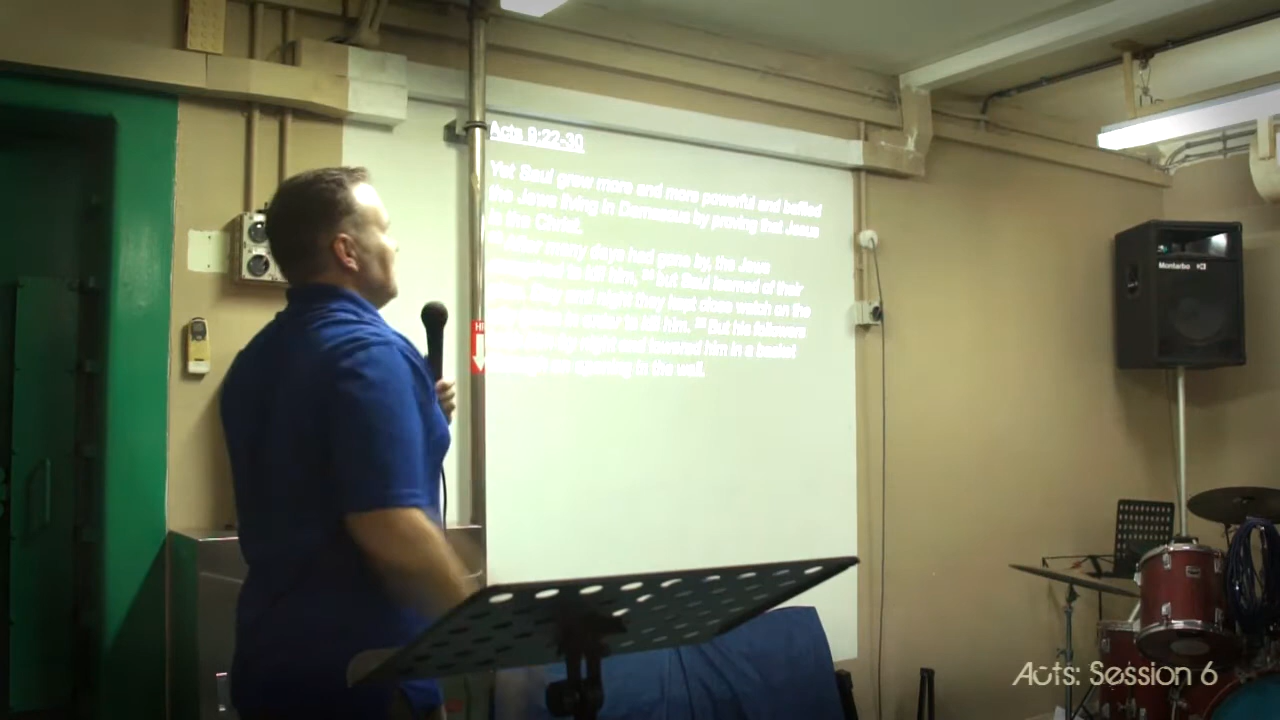 Acts 9:22-30
Yet Saul grew more and more powerful and baffled
the Jews living in Damascus by proving that Jesus
is the Christ.
After many days had gone by, the Jews
to kill him, but Saul learned of their
Day and night they kept close watch on the
in order to kill him. But his followers
by night and lowered him in a basket
an opening in the wall.
HI
Montarbo
Acts: Session 6